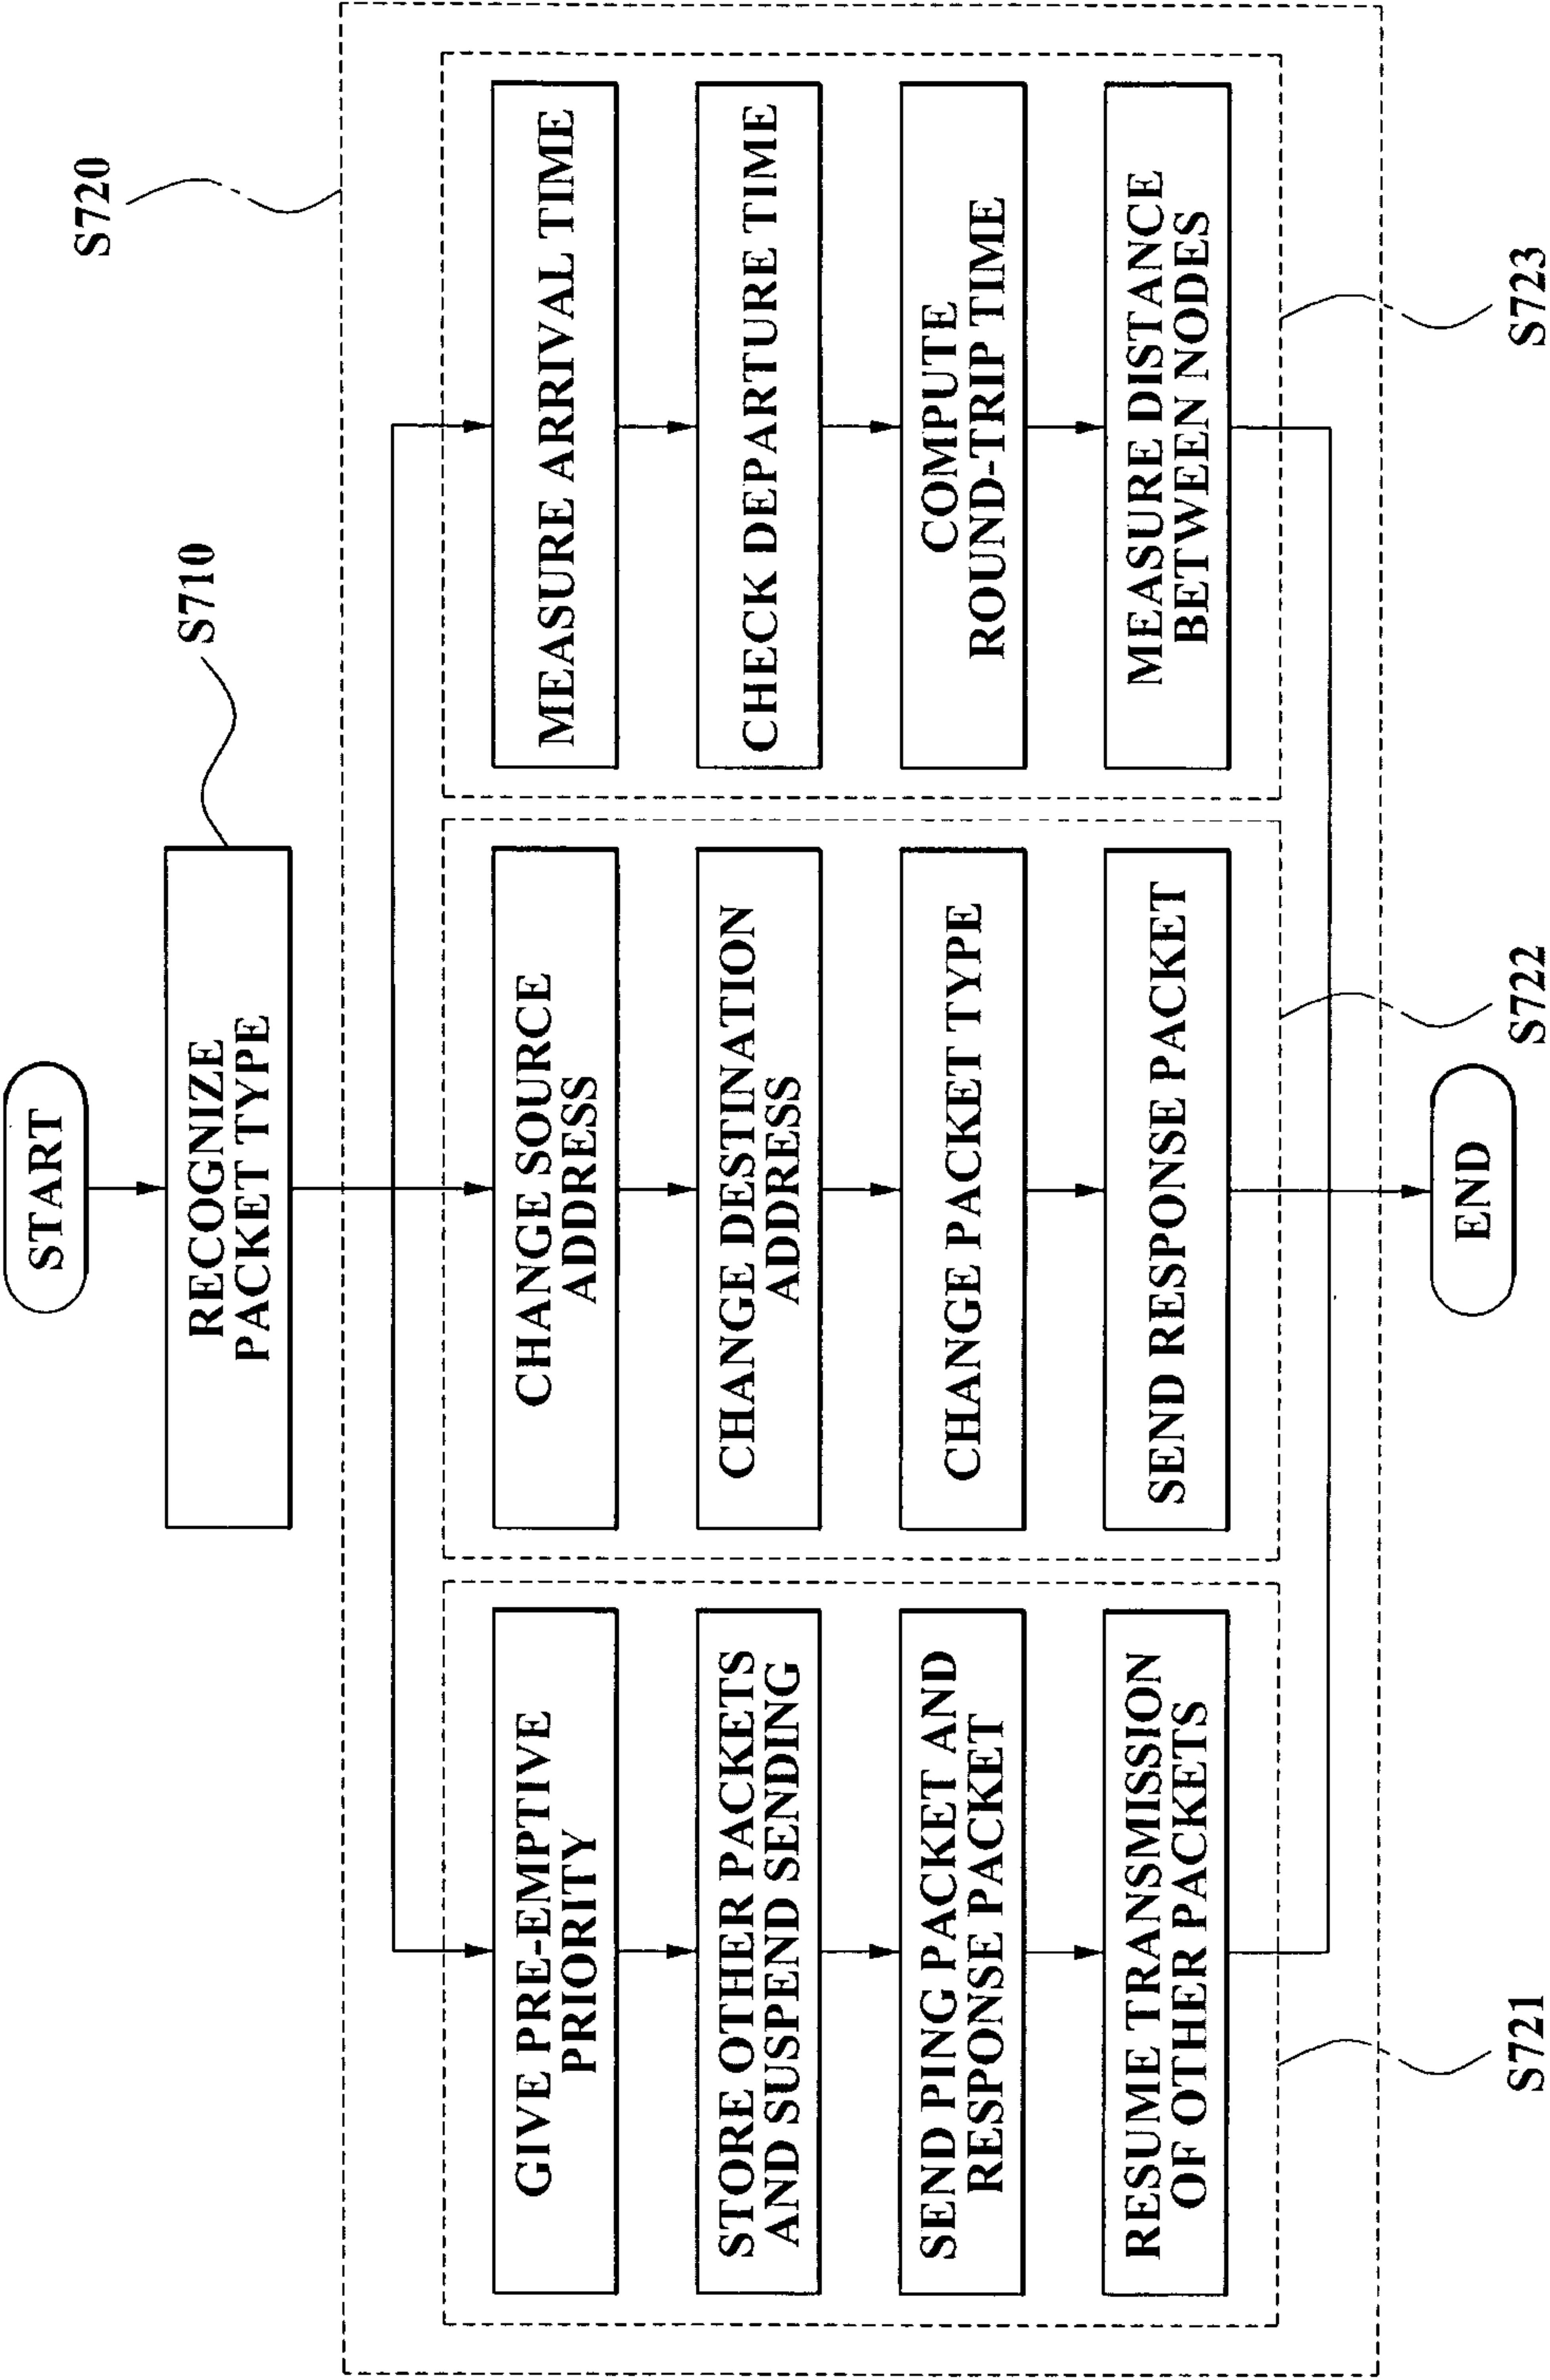 START
RECOGNIZE
PACKET TYPE
S710
S720
GIVE PRE-EMPTIVE
PRIORITY
STORE OTHER PACKETS
AND SUSPEND SENDING
SEND PING PACKET AND
RESPONSE PACKET
RESUME TRANSMISSION
OF OTHER PACKETS
S721
CHANGE SOURCE
ADDRESS
CHANGE DESTINATION
ADDRESS
CHANGE PACKET TYPE
SEND RESPONSE PACKET
S722
MEASURE ARRIVAL TIME
CHECK DEPARTURE TIME
COMPUTE
ROUND-TRIP TIME
MEASURE DISTANCE
BETWEEN NODES
S723
END